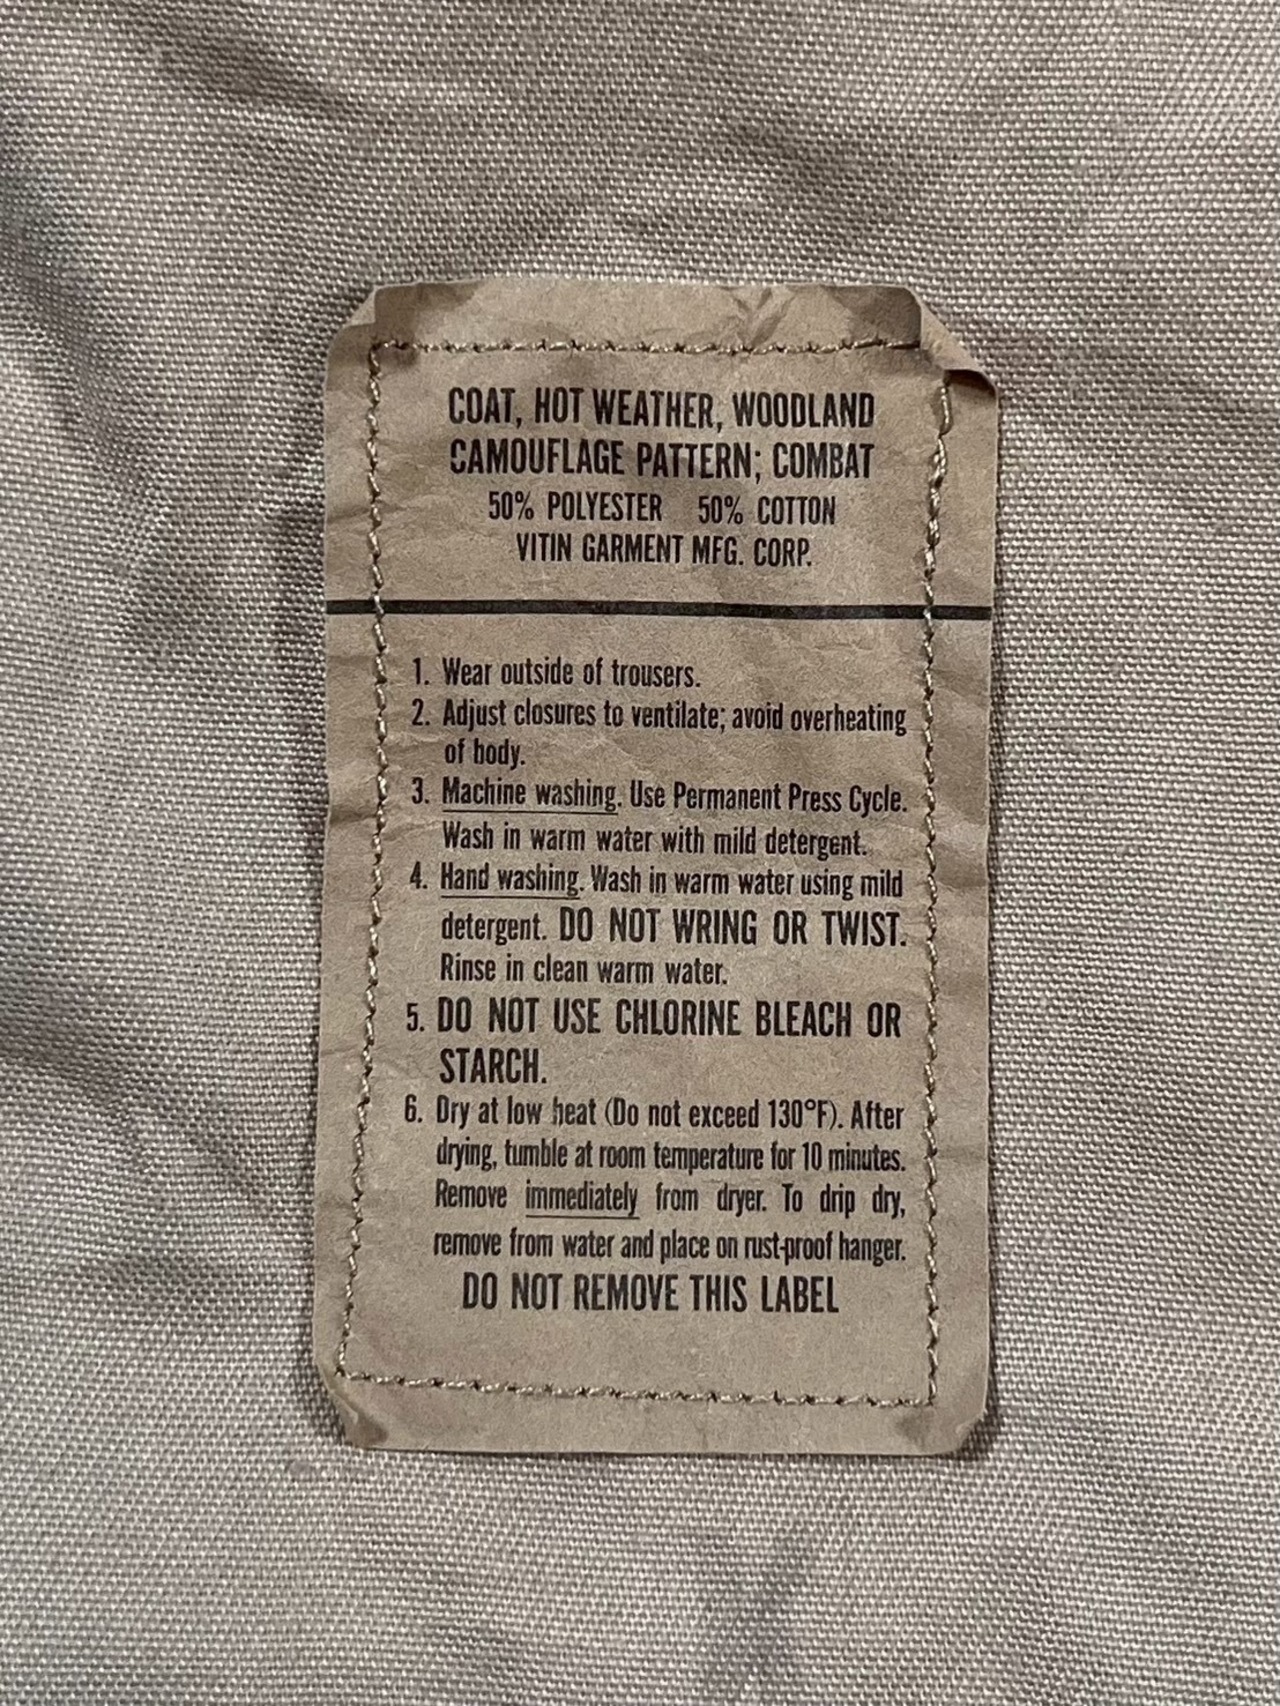 COAT, HOT WEATHER, WOODLAND
CAMOUFLAGE PATTERN; COMBAT
50% POLYESTER 50% COTTON
VITIN GARMENT MFG. CORP.
1. Wear outside of trousers.
2. Adjust closures to ventilate; avoid overheating
of body.
3. Machine washing. Use Permanent Press Cycle.
Wash in warm water with mild detergent.
4. Hand washing. Wash in warm water using mild
detergent. DO NOT WRING OR TWIST.
Rinse in clean warm water.
5. DO NOT USE CHLORINE BLEACH OR
STARCH.
6. Dry at low heat (Do not exceed 130°F). After
drying, tumble at room temperature for 10 minutes.
Remove immediately from dryer. To drip dry,
remove from water and place on rust-proof hanger.
DO NOT REMOVE THIS LABEL